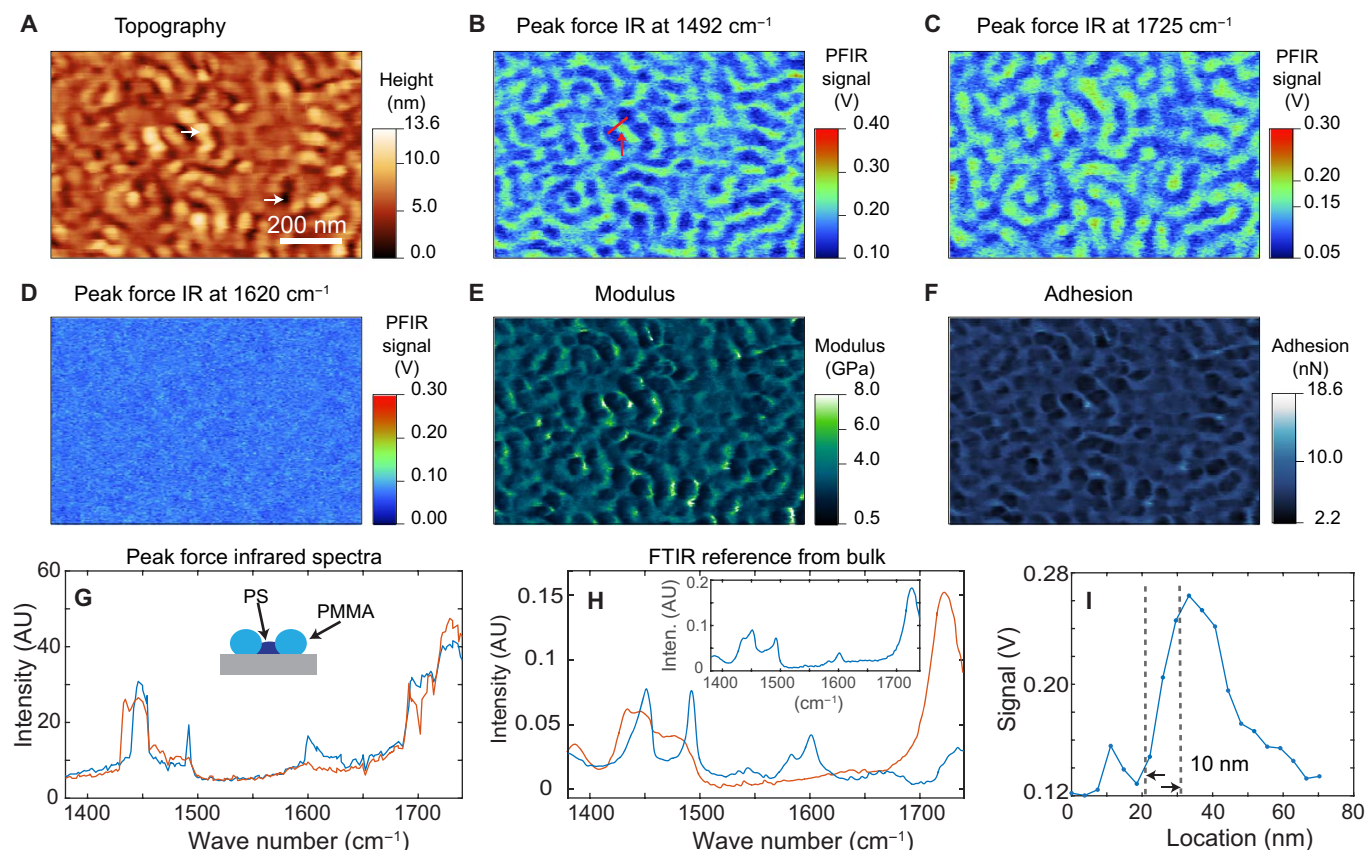 A Topography
Height
(nm)
13.6
10.0
5.0
0.0
200 nm
B Peak force IR at 1492 cm⁻¹
PFIR
signal
(V)
0.40
0.30
0.20
0.10
C Peak force IR at 1725 cm⁻¹
PFIR
signal
(V)
0.30
0.20
0.15
0.05
D Peak force IR at 1620 cm⁻¹
PFIR
signal
(V)
0.30
0.20
0.10
0.00
E Modulus
Modulus
(GPa)
8.0
6.0
4.0
0.5
F Adhesion
Adhesion
(nN)
18.6
10.0
2.2
Peak force infrared spectra
G
PS
PMMA
Intensity (AU)
60
40
20
0
1400 1500 1600 1700
Wave number (cm⁻¹)
FTIR reference from bulk
H
Intensity (AU)
0.15
0.1
0.05
0
1400 1500 1600 1700
Wave number (cm⁻¹)
Inten. (AU)
0.2
0.1
0
1400 1500 1600 1700
(cm⁻¹)
I
Signal (V)
0.28
0.20
0.12
10 nm
0 20 40 60 80
Location (nm)